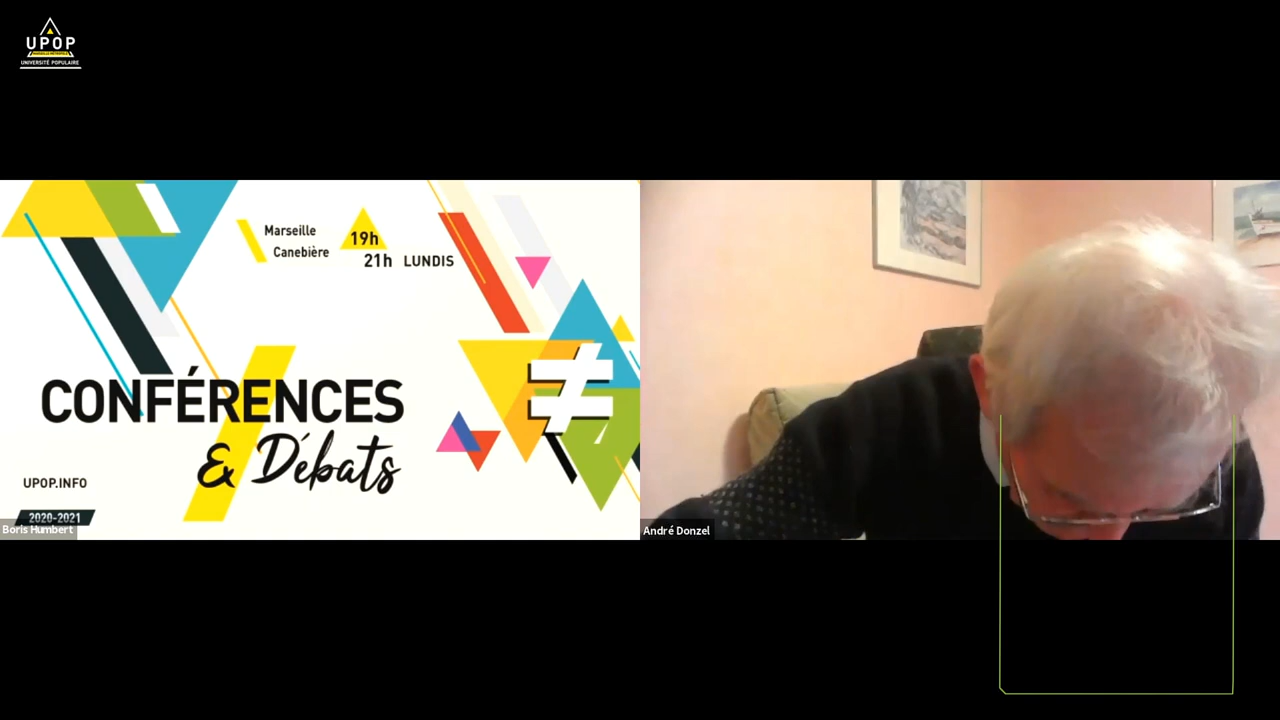 UPOP
UNIVERSITÉ POPULAIRE
Marseille
Canebière
19h
21h LUNDIS
CONFÉRENCES
& Débats
UPOP.INFO
2020-2021
Boris Humbert
André Donzel